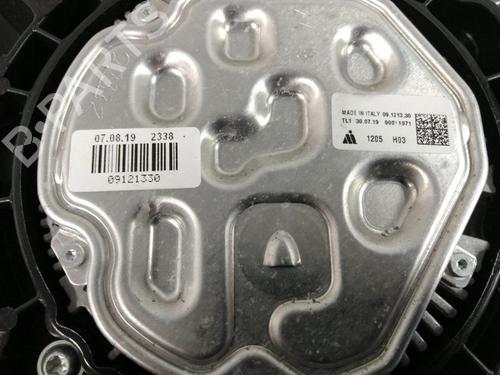 B-PARTS
07.08.19 2338
09121330
MADE IN ITALY 09.1213.30
TL1 30.07.19 00011971
1205 H03